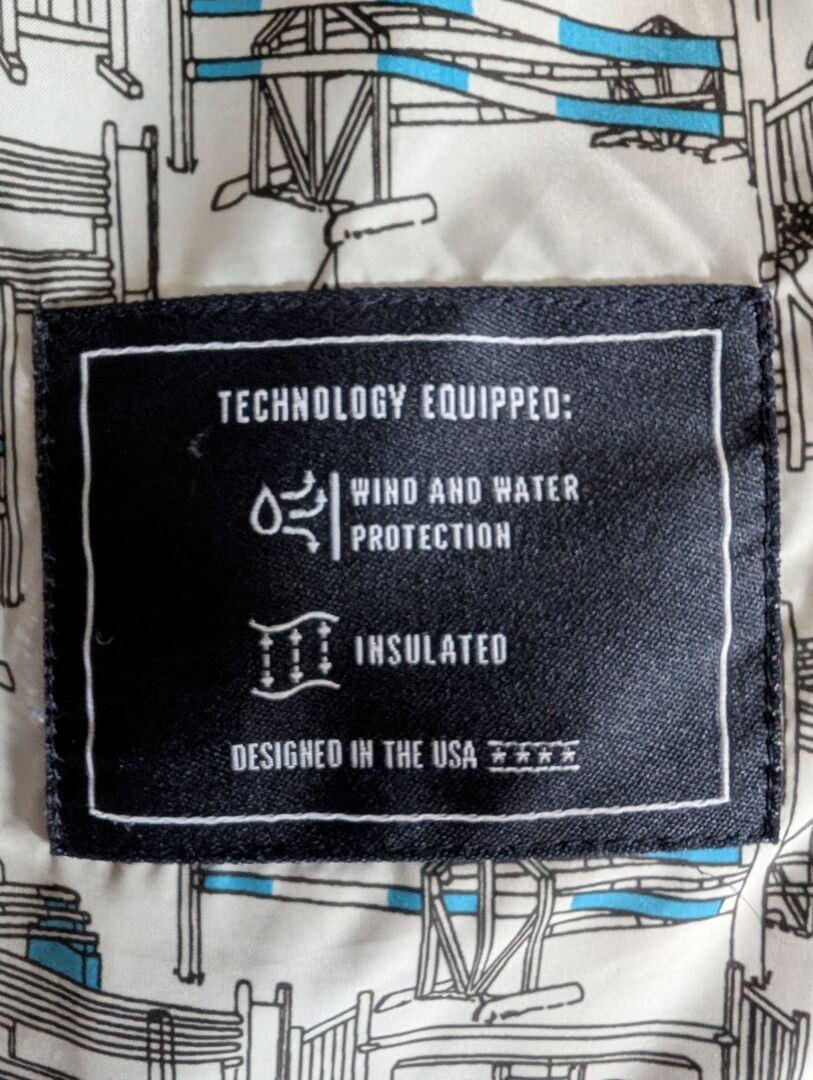 TECHNOLOGY EQUIPPED:
WIND AND WATER
PROTECTION
INSULATED
DESIGNED IN THE USA ****